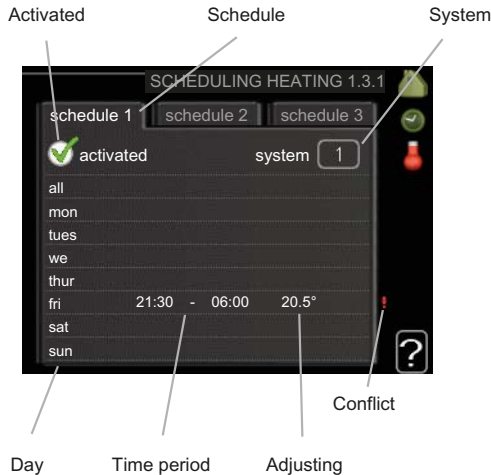 Activated Schedule System
SCHEDULING HEATING 1.3.1
schedule 1 schedule 2 schedule 3
activated system 1
all
mon
tues
we
thur
fri 21:30 - 06:00 20.5° !
sat
sun
?
Conflict
Day Time period Adjusting